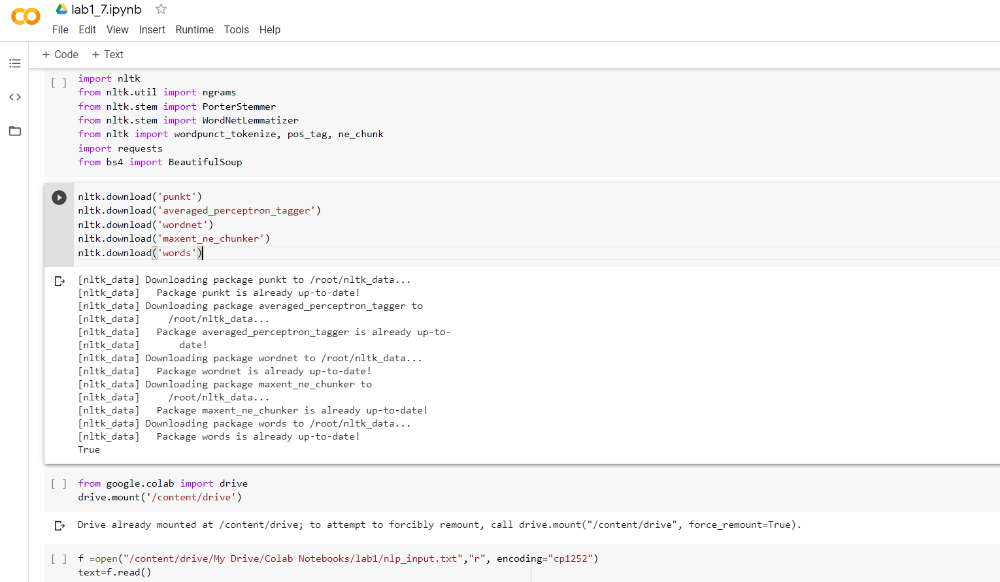 lab1_7.ipynb
File Edit View Insert Runtime Tools Help
+ Code + Text
[ ] import nltk
from nltk.util import ngrams
from nltk.stem import PorterStemmer
from nltk.stem import WordNetLemmatizer
from nltk import wordpunct_tokenize, pos_tag, ne_chunk
import requests
from bs4 import BeautifulSoup
nltk.download('punkt')
nltk.download('averaged_perceptron_tagger')
nltk.download('wordnet')
nltk.download('maxent_ne_chunker')
nltk.download('words')
[nltk_data] Downloading package punkt to /root/nltk_data...
[nltk_data]   Package punkt is already up-to-date!
[nltk_data] Downloading package averaged_perceptron_tagger to
[nltk_data]     /root/nltk_data...
[nltk_data]   Package averaged_perceptron_tagger is already up-to-
[nltk_data]       date!
[nltk_data] Downloading package wordnet to /root/nltk_data...
[nltk_data]   Package wordnet is already up-to-date!
[nltk_data] Downloading package maxent_ne_chunker to
[nltk_data]     /root/nltk_data...
[nltk_data]   Package maxent_ne_chunker is already up-to-date!
[nltk_data] Downloading package words to /root/nltk_data...
[nltk_data]   Package words is already up-to-date!
True
[ ] from google.colab import drive
drive.mount('/content/drive')
Drive already mounted at /content/drive; to attempt to forcibly remount, call drive.mount("/content/drive", force_remount=True).
[ ] f =open("/content/drive/My Drive/Colab Notebooks/lab1/nlp_input.txt","r", encoding="cp1252")
text=f.read()